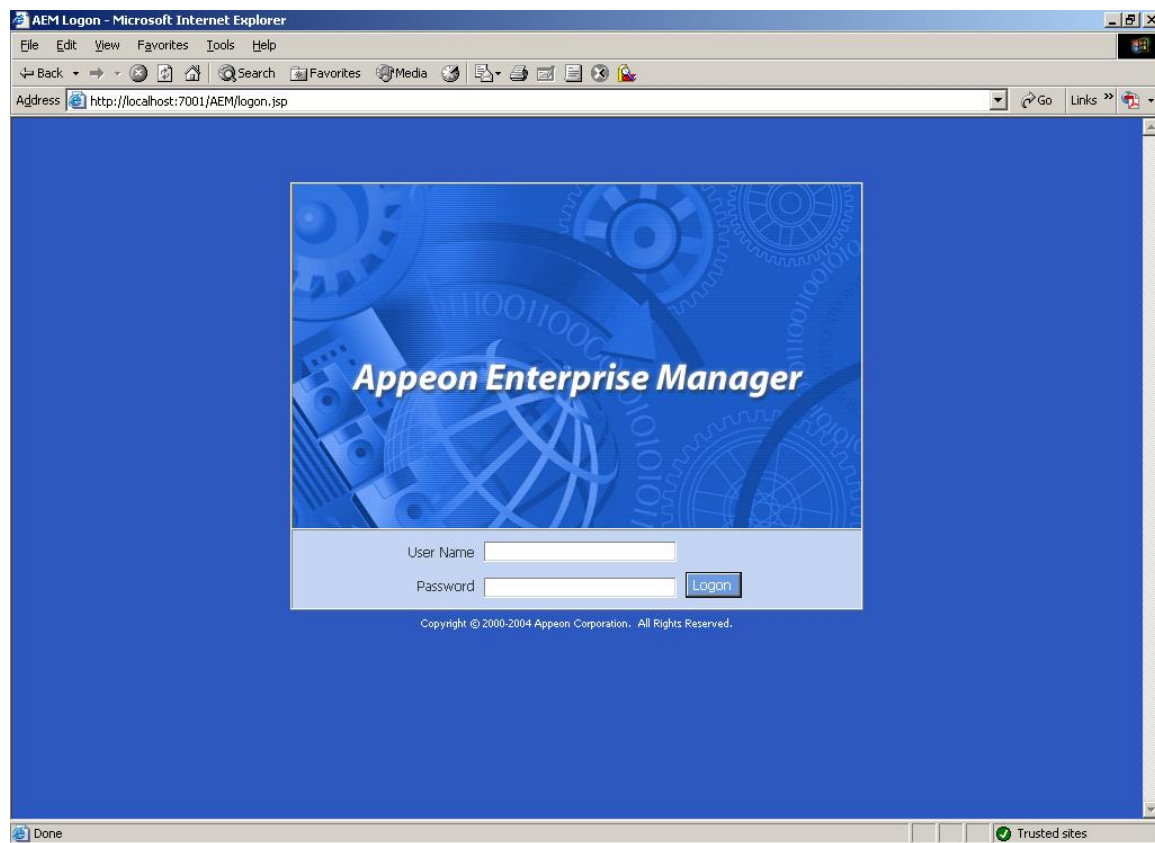 AEM Logon - Microsoft Internet Explorer
File Edit View Favorites Tools Help
Back Search Favorites Media
Address http://localhost:7001/AEM/logon.jsp Go Links »
111001100
01100110010
Appeon Enterprise Manager
User Name
Password Logon
Copyright © 2000-2004 Appeon Corporation. All Rights Reserved.
Done Trusted sites